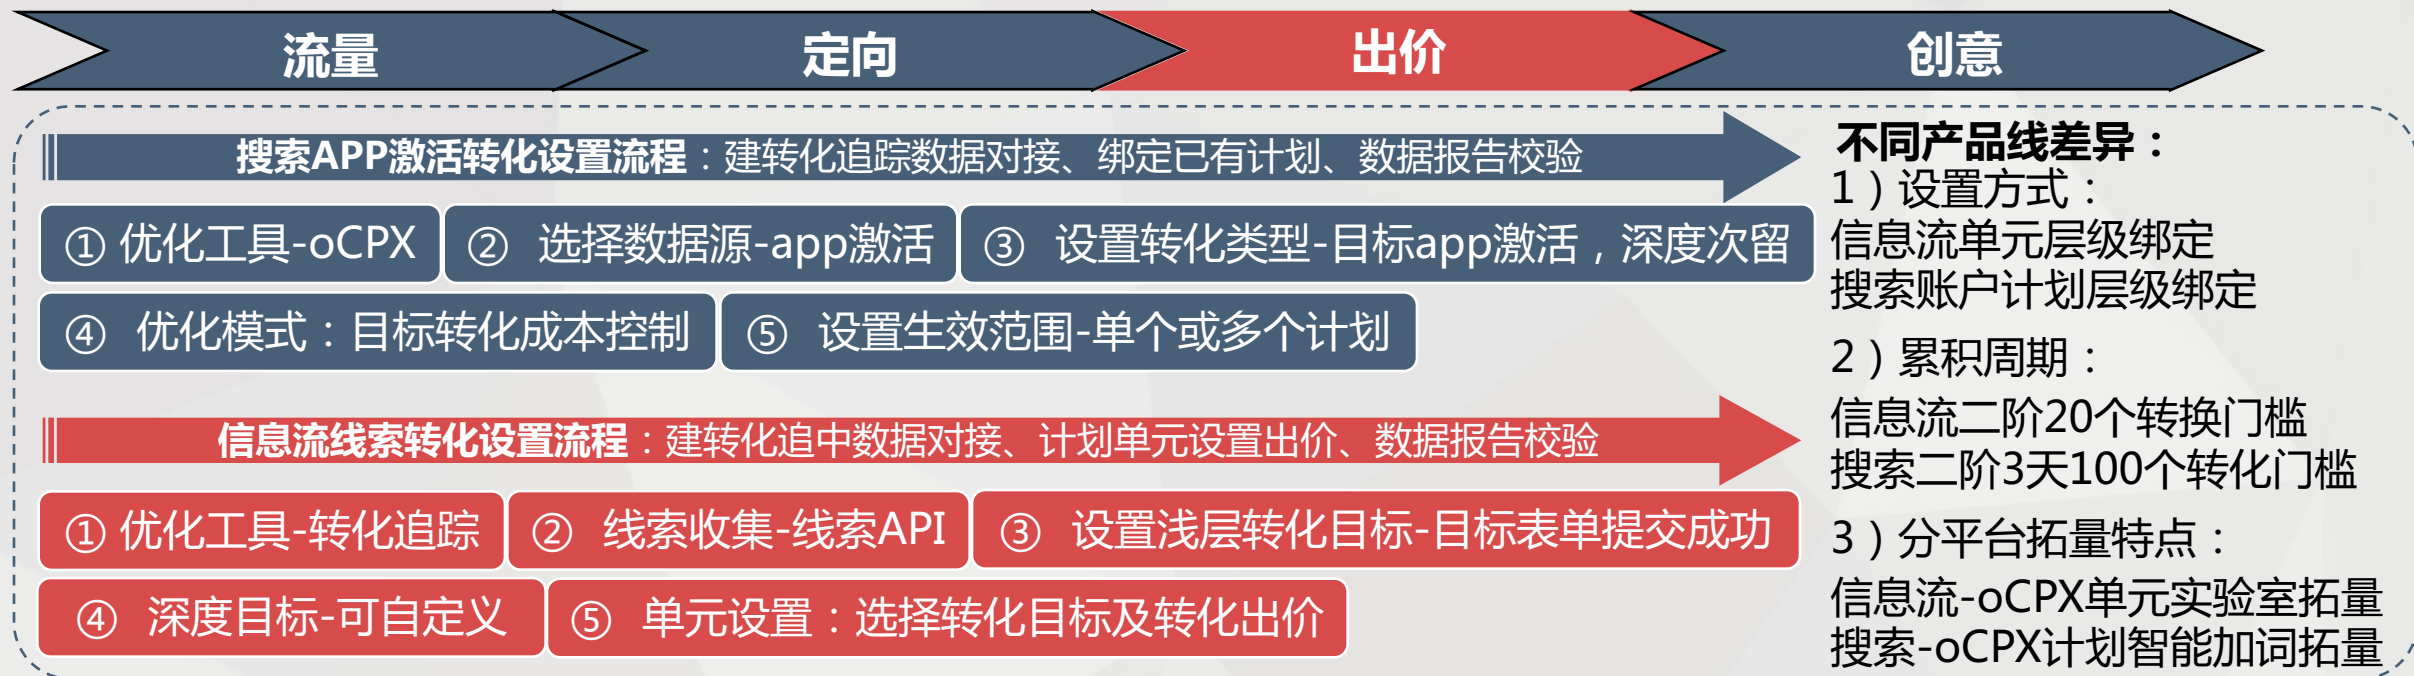 流量
定向
出价
创意
搜索APP激活转化设置流程：建转化追踪数据对接、绑定已有计划、数据报告校验
① 优化工具-oCPX
② 选择数据源-app激活
③ 设置转化类型-目标app激活，深度次留
④ 优化模式：目标转化成本控制
⑤ 设置生效范围-单个或多个计划
信息流线索转化设置流程：建转化追中数据对接、计划单元设置出价、数据报告校验
① 优化工具-转化追踪
② 线索收集-线索API
③ 设置浅层转化目标-目标表单提交成功
④ 深度目标-可自定义
⑤ 单元设置：选择转化目标及转化出价
不同产品线差异：
1）设置方式：
信息流单元层级绑定
搜索账户计划层级绑定
2）累积周期：
信息流二阶20个转换门槛
搜索二阶3天100个转化门槛
3）分平台拓量特点：
信息流-oCPX单元实验室拓量
搜索-oCPX计划智能加词拓量